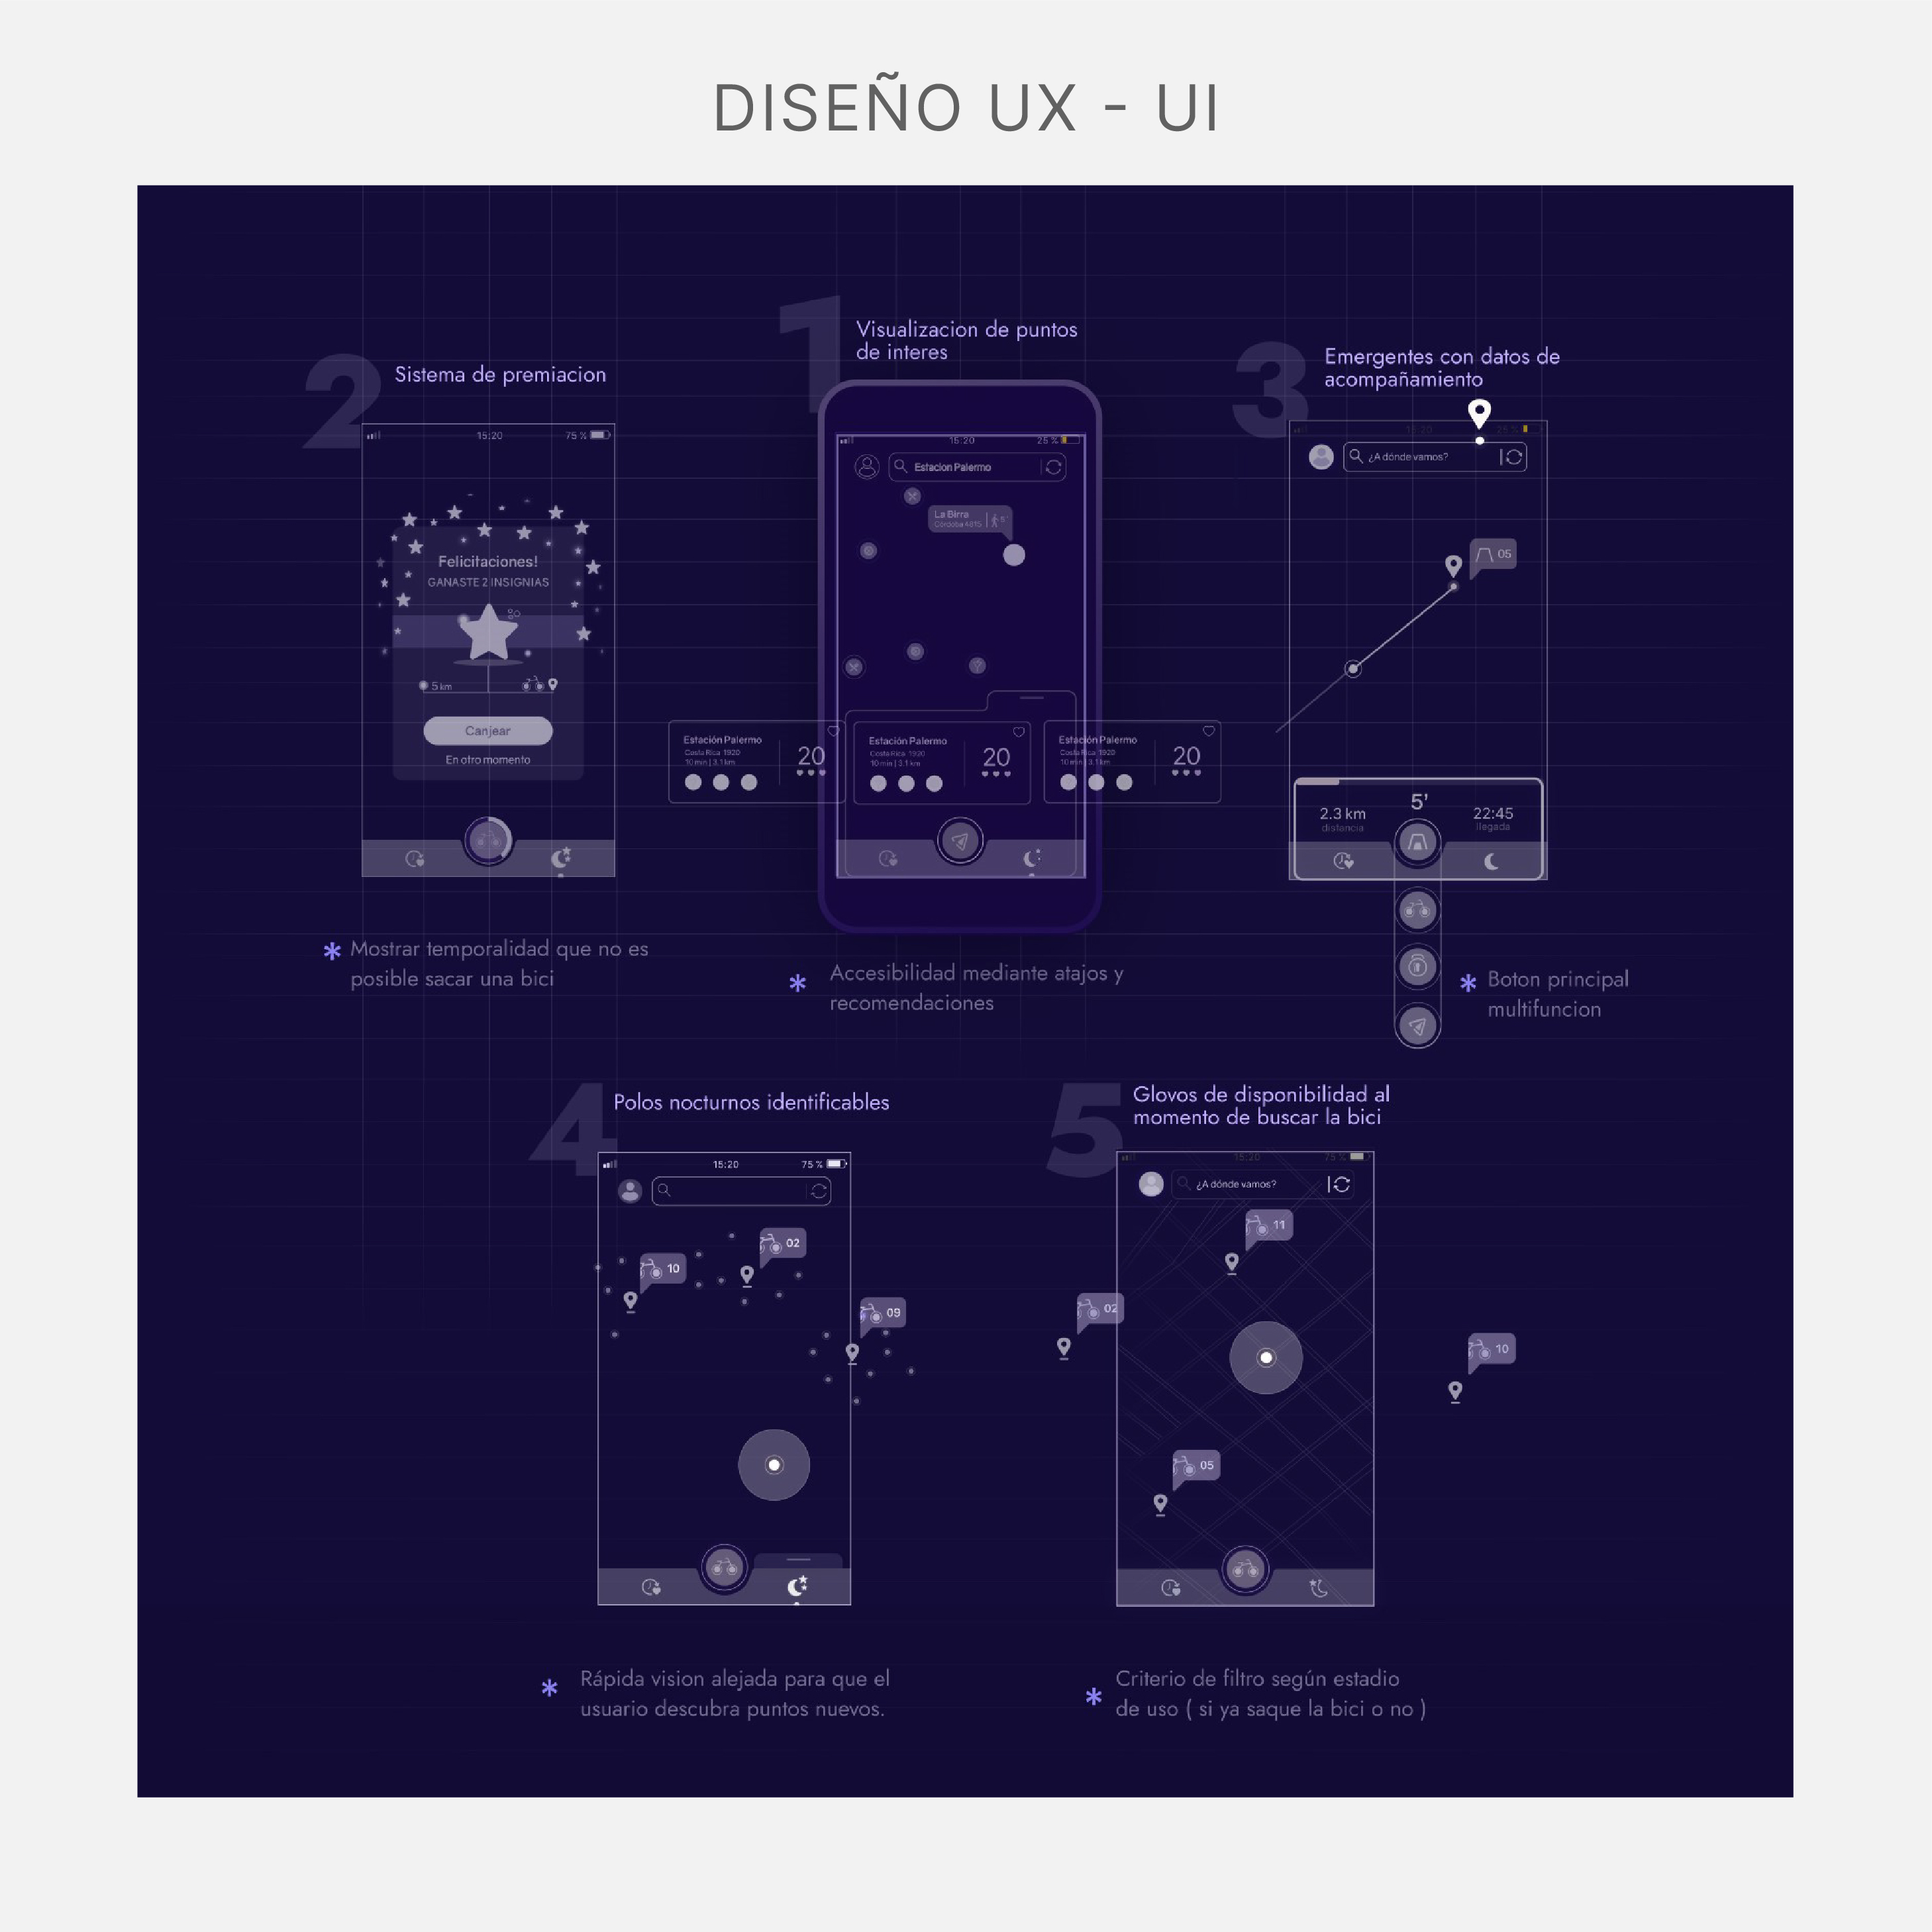 DISEÑO UX - UI
1
Visualizacion de puntos
de interes
2
Sistema de premiacion
3
Emergentes con datos de
acompañamiento
15:20
75 %
Felicitaciones!
GANASTE 2 INSIGNIAS
5 km
Canjear
En otro momento
15:20
25 %
Estacion Palermo
La Birra
Córdoba 4815
5'
Estación Palermo
Costa Rica 1920
10 min | 3.1 km
20
Estación Palermo
Costa Rica 1920
10 min | 3.1 km
20
Estación Palermo
Costa Rica 1920
10 min | 3.1 km
20
15:20
25 %
¿A dónde vamos?
05
2.3 km
distancia
5'
22:45
llegada
* Mostrar temporalidad que no es
posible sacar una bici
* Accesibilidad mediante atajos y
recomendaciones
* Boton principal
multifuncion
4
Polos nocturnos identificables
5
Glovos de disponibilidad al
momento de buscar la bici
15:20
75 %
02
10
09
15:20
75 %
¿A dónde vamos?
11
02
10
05
* Rápida vision alejada para que el
usuario descubra puntos nuevos.
* Criterio de filtro según estadio
de uso ( si ya saque la bici o no )